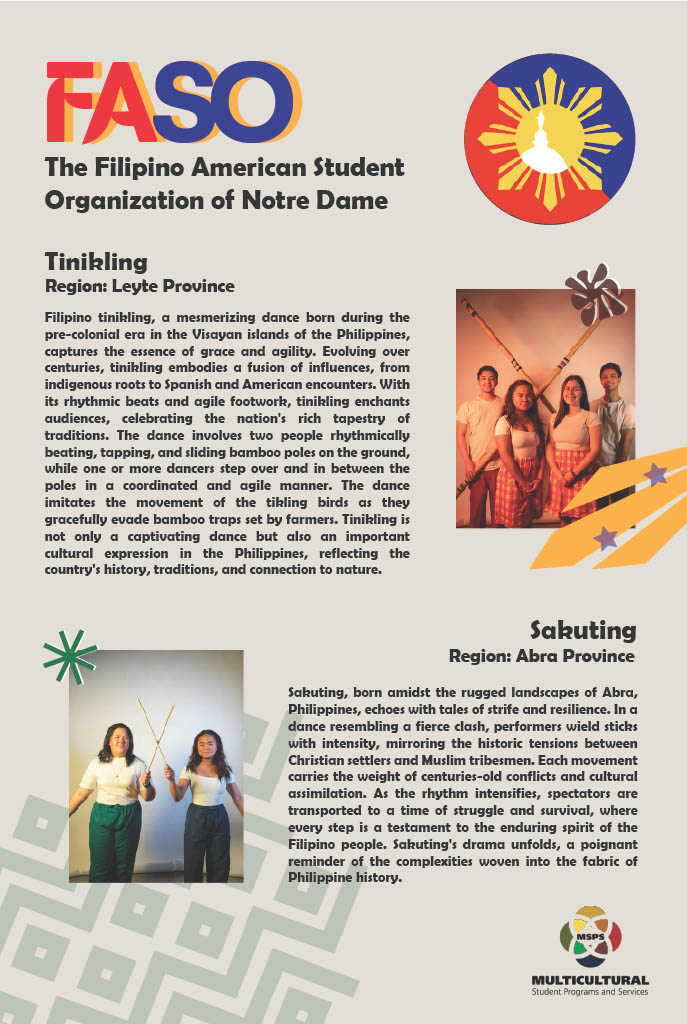 FASO
The Filipino American Student
Organization of Notre Dame
Tinikling
Region: Leyte Province
Filipino tinikling, a mesmerizing dance born during the
pre-colonial era in the Visayan islands of the Philippines,
captures the essence of grace and agility. Evolving over
centuries, tinikling embodies a fusion of influences, from
indigenous roots to Spanish and American encounters. With
its rhythmic beats and agile footwork, tinikling enchants
audiences, celebrating the nation's rich tapestry of
traditions. The dance involves two people rhythmically
beating, tapping, and sliding bamboo poles on the ground,
while one or more dancers step over and in between the
poles in a coordinated and agile manner. The dance
imitates the movement of the tikling birds as they
gracefully evade bamboo traps set by farmers. Tinikling is
not only a captivating dance but also an important
cultural expression in the Philippines, reflecting the
country's history, traditions, and connection to nature.
Sakuting
Region: Abra Province
Sakuting, born amidst the rugged landscapes of Abra,
Philippines, echoes with tales of strife and resilience. In a
dance resembling a fierce clash, performers wield sticks
with intensity, mirroring the historic tensions between
Christian settlers and Muslim tribesmen. Each movement
carries the weight of centuries-old conflicts and cultural
assimilation. As the rhythm intensifies, spectators are
transported to a time of struggle and survival, where
every step is a testament to the enduring spirit of the
Filipino people. Sakuting's drama unfolds, a poignant
reminder of the complexities woven into the fabric of
Philippine history.
MSPS
MULTICULTURAL
Student Programs and Services